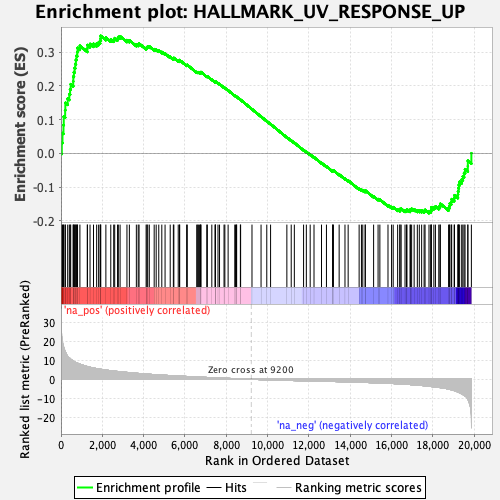 Enrichment plot: HALLMARK_UV_RESPONSE_UP
Enrichment score (ES)
0.3
0.2
0.1
0.0
-0.1
-0.2
'na_pos' (positively correlated)
Ranked list metric (PreRanked)
30
20
10
0
-10
-20
Zero cross at 9200
'na_neg' (negatively correlated)
0
2,000
4,000
6,000
8,000
10,000
12,000
14,000
16,000
18,000
20,000
Rank in Ordered Dataset
Enrichment profile
Hits
Ranking metric scores